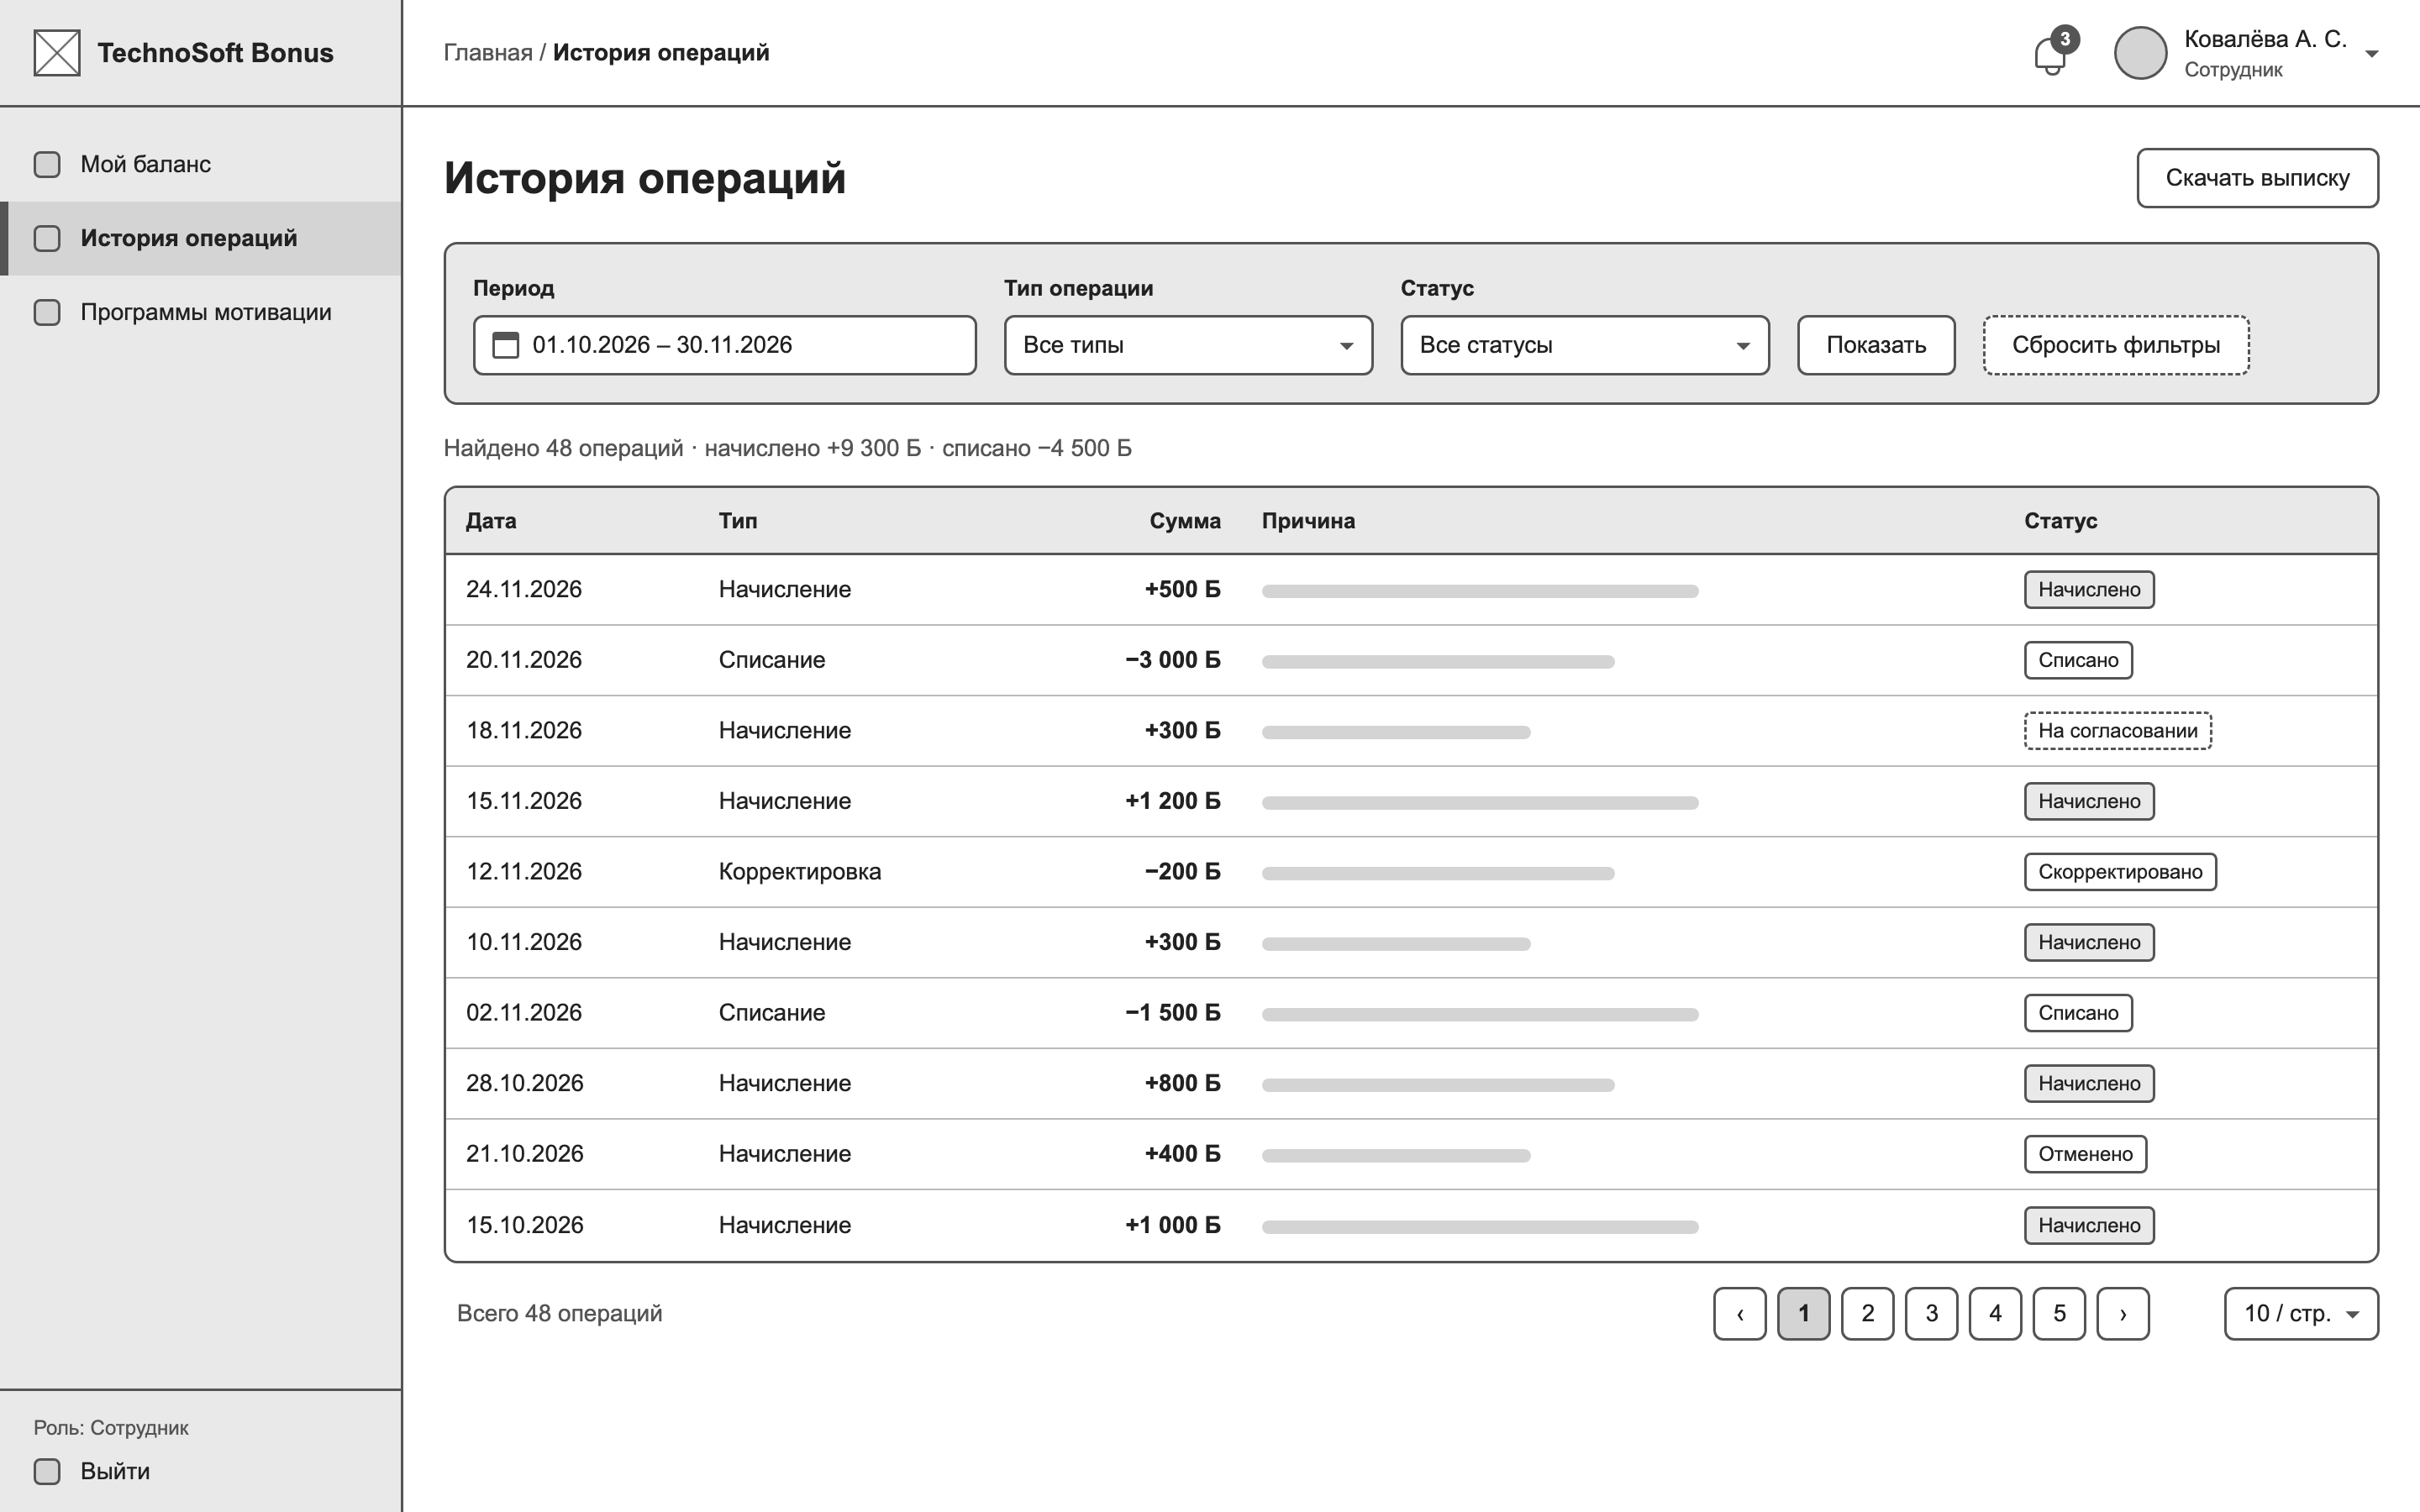 TechnoSoft Bonus
Главная / История операций
3
Ковалёва А. С.
Сотрудник
Мой баланс
История операций
Программы мотивации
История операций
Скачать выписку
Период
Тип операции
Статус
01.10.2026 – 30.11.2026
Все типы
Все статусы
Показать
Сбросить фильтры
Найдено 48 операций · начислено +9 300 Б · списано −4 500 Б
Дата Тип Сумма Причина Статус
24.11.2026 Начисление +500 Б Начислено
20.11.2026 Списание −3 000 Б Списано
18.11.2026 Начисление +300 Б На согласовании
15.11.2026 Начисление +1 200 Б Начислено
12.11.2026 Корректировка −200 Б Скорректировано
10.11.2026 Начисление +300 Б Начислено
02.11.2026 Списание −1 500 Б Списано
28.10.2026 Начисление +800 Б Начислено
21.10.2026 Начисление +400 Б Отменено
15.10.2026 Начисление +1 000 Б Начислено
Всего 48 операций
‹ 1 2 3 4 5 ›
10 / стр.
Роль: Сотрудник
Выйти